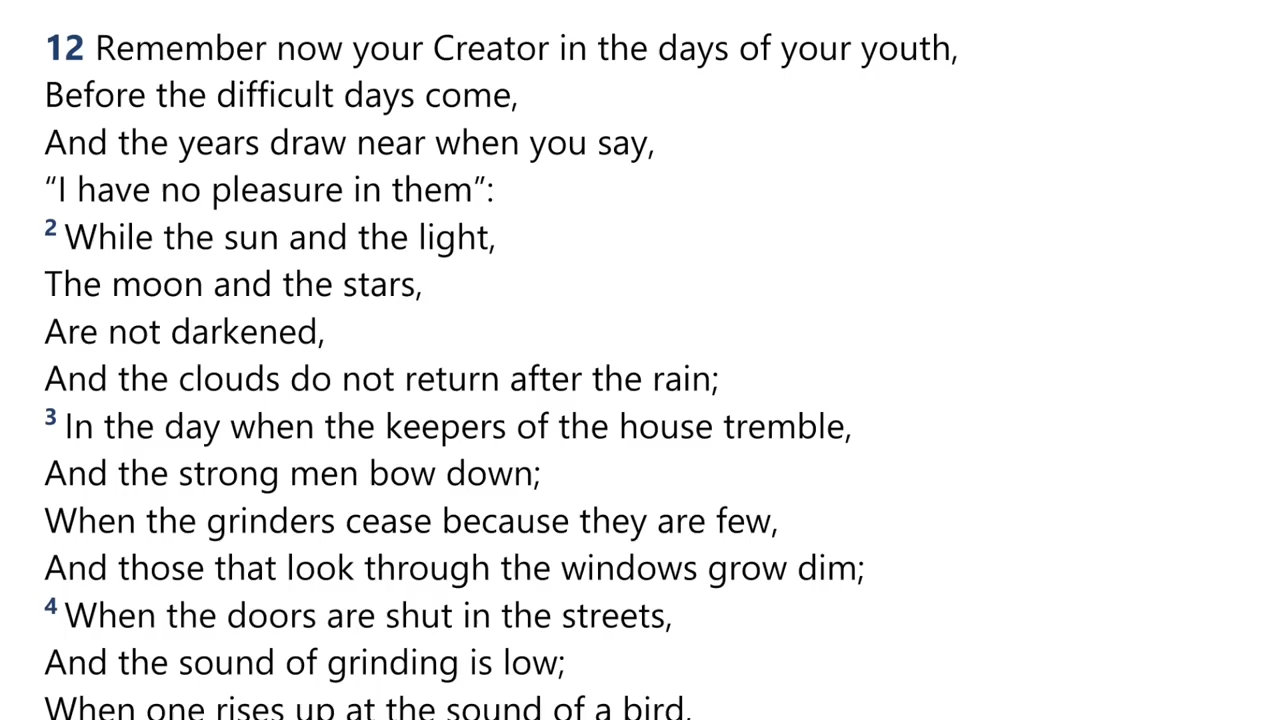 12 Remember now your Creator in the days of your youth,
Before the difficult days come,
And the years draw near when you say,
“I have no pleasure in them”:
2 While the sun and the light,
The moon and the stars,
Are not darkened,
And the clouds do not return after the rain;
3 In the day when the keepers of the house tremble,
And the strong men bow down;
When the grinders cease because they are few,
And those that look through the windows grow dim;
4 When the doors are shut in the streets,
And the sound of grinding is low;
When one rises up at the sound of a bird,